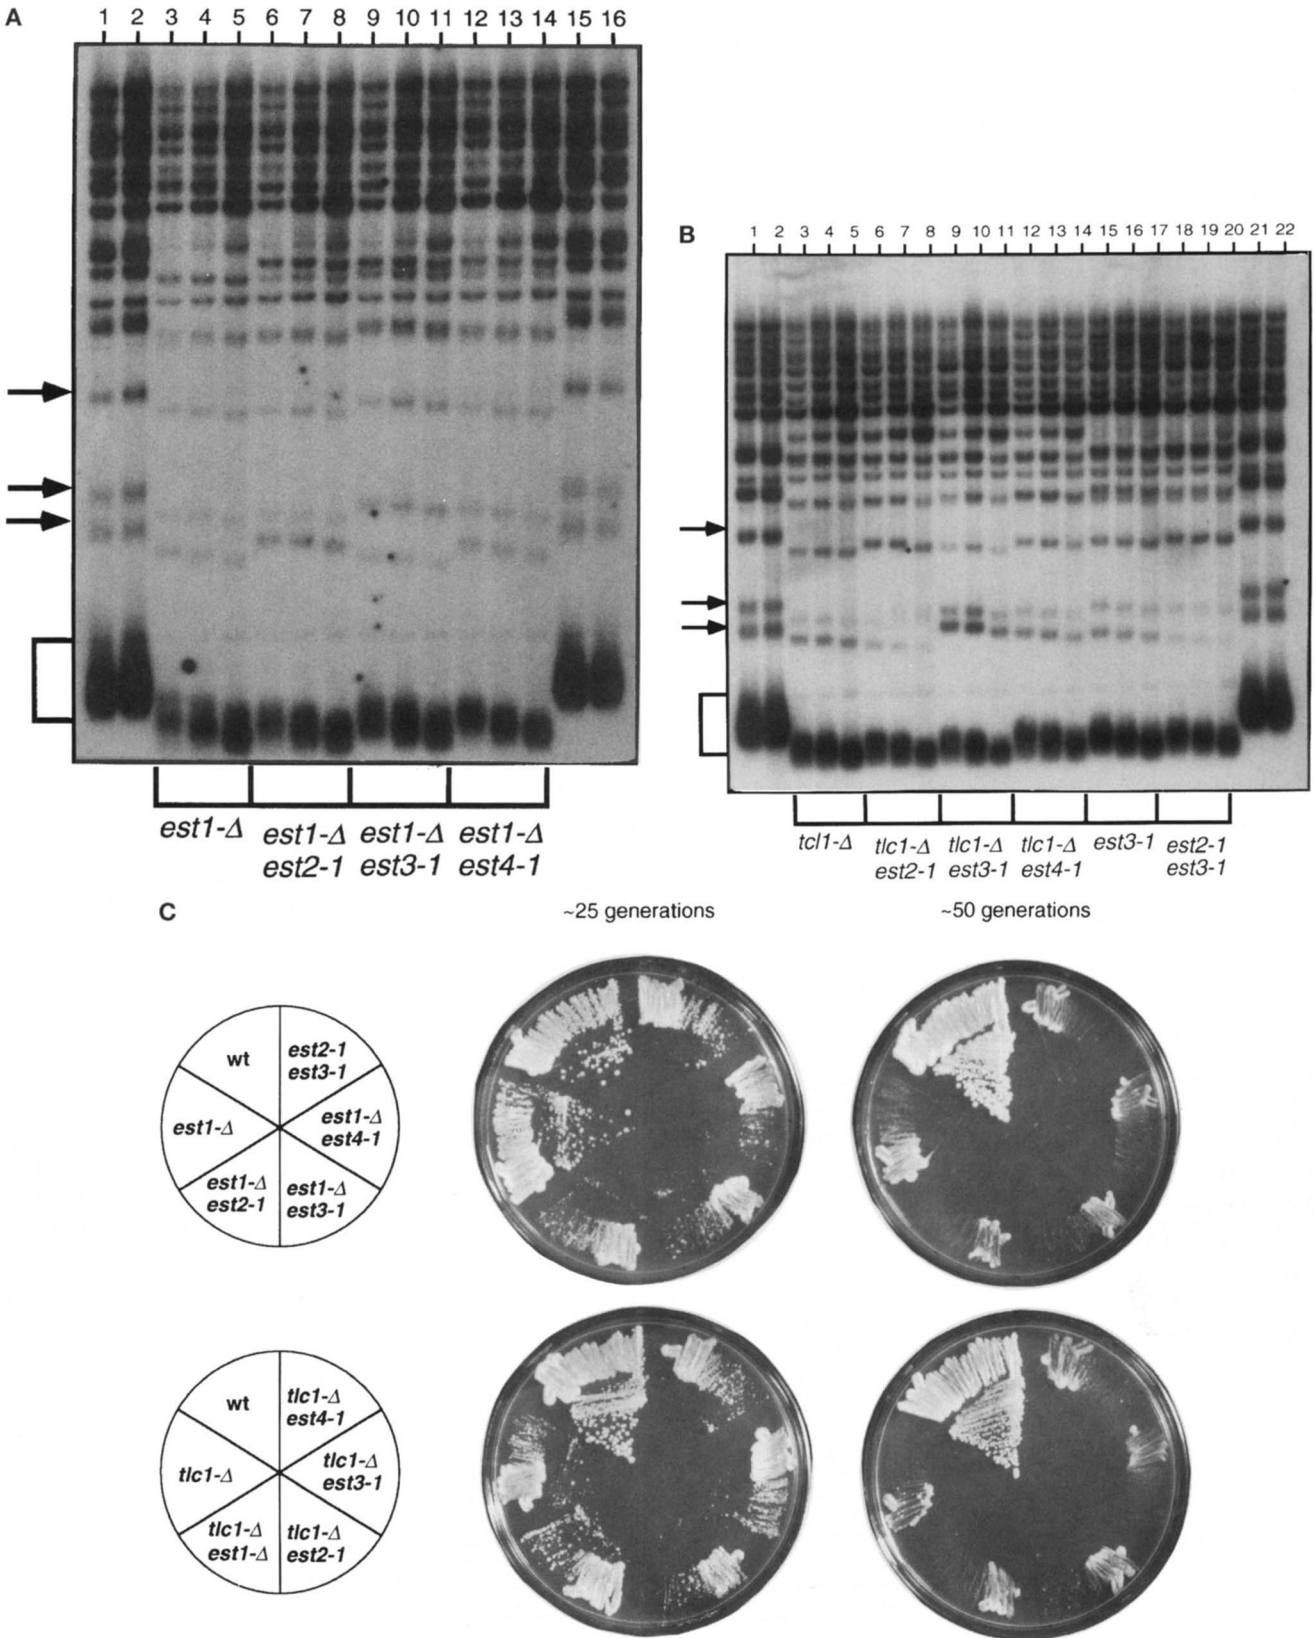 A
1 2 3 4 5 6 7 8 9 10 11 12 13 14 15 16
est1-Δ est1-Δ est1-Δ est1-Δ
est2-1 est3-1 est4-1
B
1 2 3 4 5 6 7 8 9 10 11 12 13 14 15 16 17 18 19 20 21 22
tcl1-Δ tlc1-Δ tlc1-Δ tlc1-Δ est3-1 est2-1
est2-1 est3-1 est4-1 est3-1
C
~25 generations
~50 generations
wt
est2-1
est3-1
est1-Δ
est1-Δ
est4-1
est1-Δ
est2-1
est1-Δ
est3-1
wt
tlc1-Δ
est4-1
tlc1-Δ
tlc1-Δ
est3-1
tlc1-Δ
est1-Δ
tlc1-Δ
est2-1